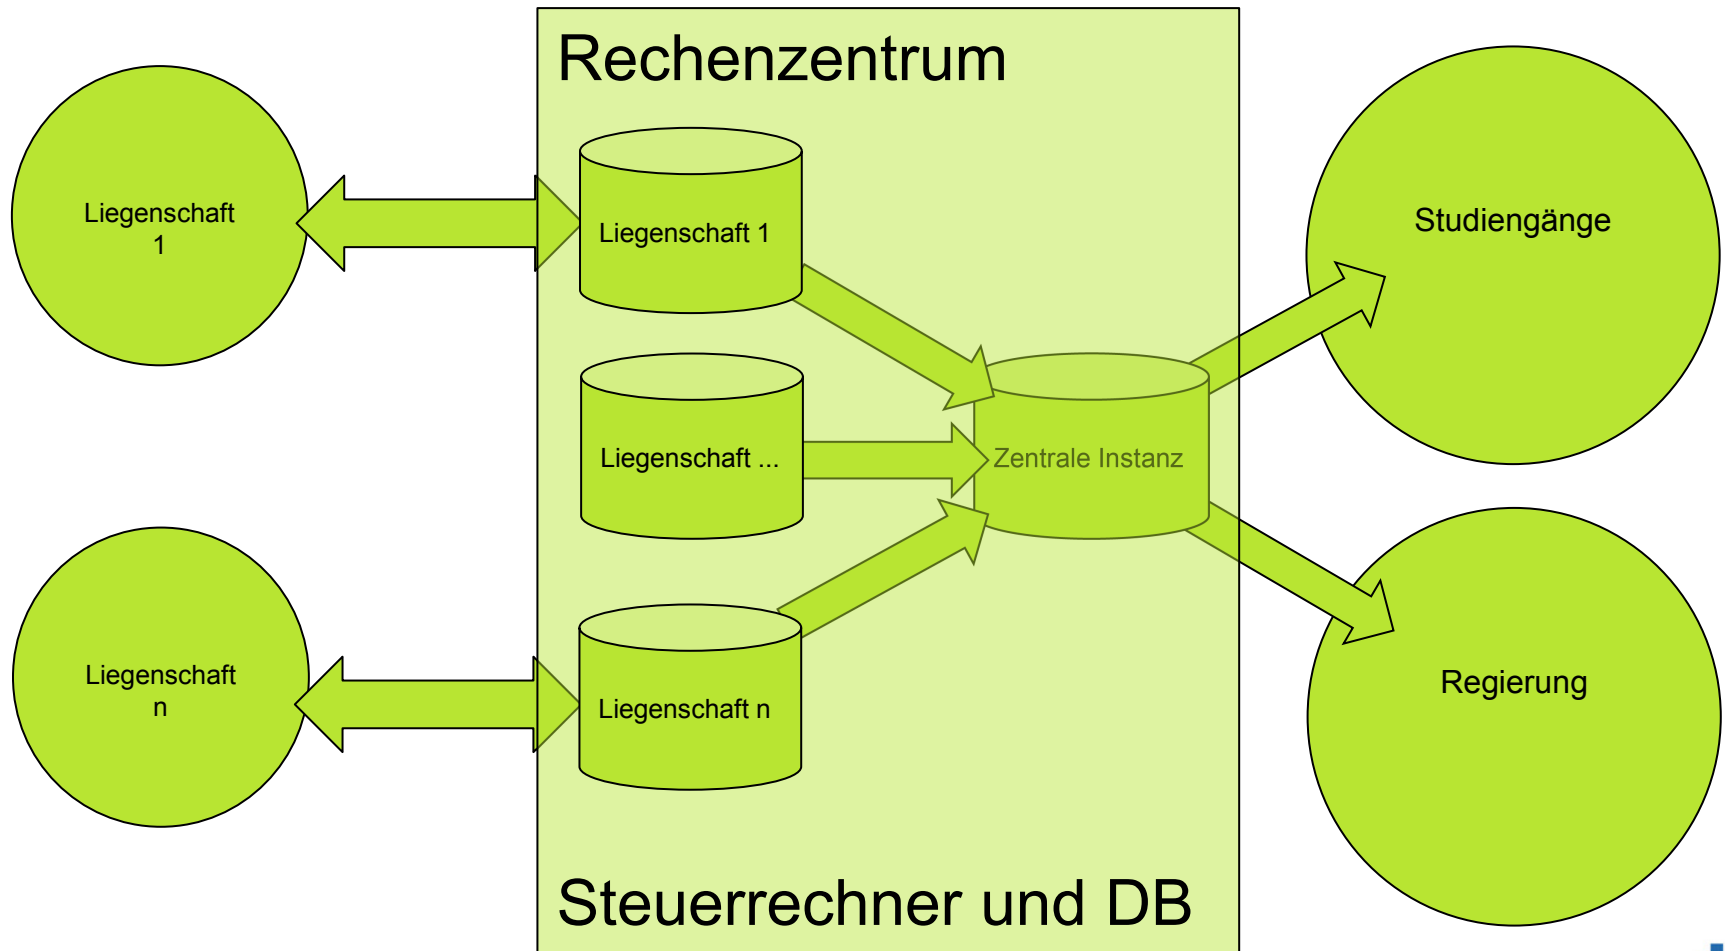 Rechenzentrum
Liegenschaft
1
Liegenschaft 1
Studiengänge
Liegenschaft ...
Zentrale Instanz
Liegenschaft
n
Liegenschaft n
Regierung
Steuerrechner und DB